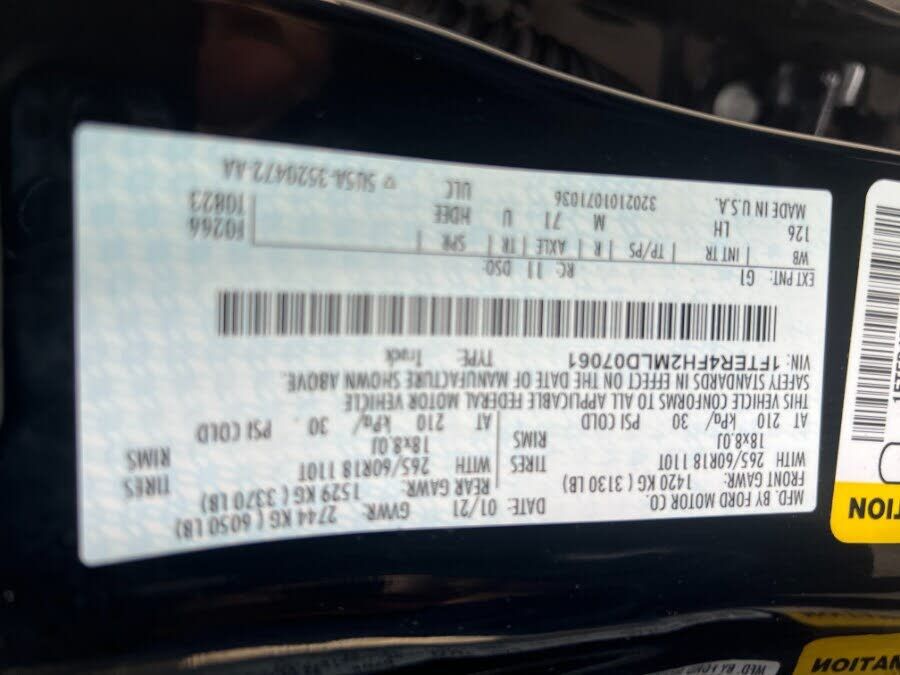 MFD. BY FORD MOTOR CO.
DATE: 01/21 GVWR: 2744 KG ( 6050 LB)
FRONT GAWR: 1420 KG ( 3130 LB) REAR GAWR: 1529 KG ( 3370 LB)
WITH 265/60R18 110T TIRES WITH 265/60R18 110T TIRES
18x8.0J RIMS 18x8.0J RIMS
AT 210 kPa/ 30 PSI COLD AT 210 kPa/ 30 PSI COLD
THIS VEHICLE CONFORMS TO ALL APPLICABLE FEDERAL MOTOR VEHICLE
SAFETY STANDARDS IN EFFECT ON THE DATE OF MANUFACTURE SHOWN ABOVE.
VIN: 1FTER4FH2MLD07061 TYPE: Truck
EXT PNT: G1 RC: 11 DSO:
WB INT TR TP/PS R AXLE TR SPR F0266
126 LH M 71 U HDEE T0823
MADE IN U.S.A. 3202101071036 ULC 5U5A-3520472-AA